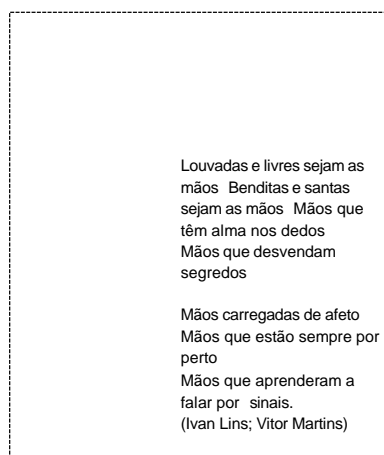 Louvadas e livres sejam as
mãos  Benditas e santas
sejam as mãos  Mãos que
têm alma nos dedos
Mãos que desvendam
segredos

Mãos carregadas de afeto
Mãos que estão sempre por
perto
Mãos que aprenderam a
falar por  sinais.
(Ivan Lins; Vitor Martins)